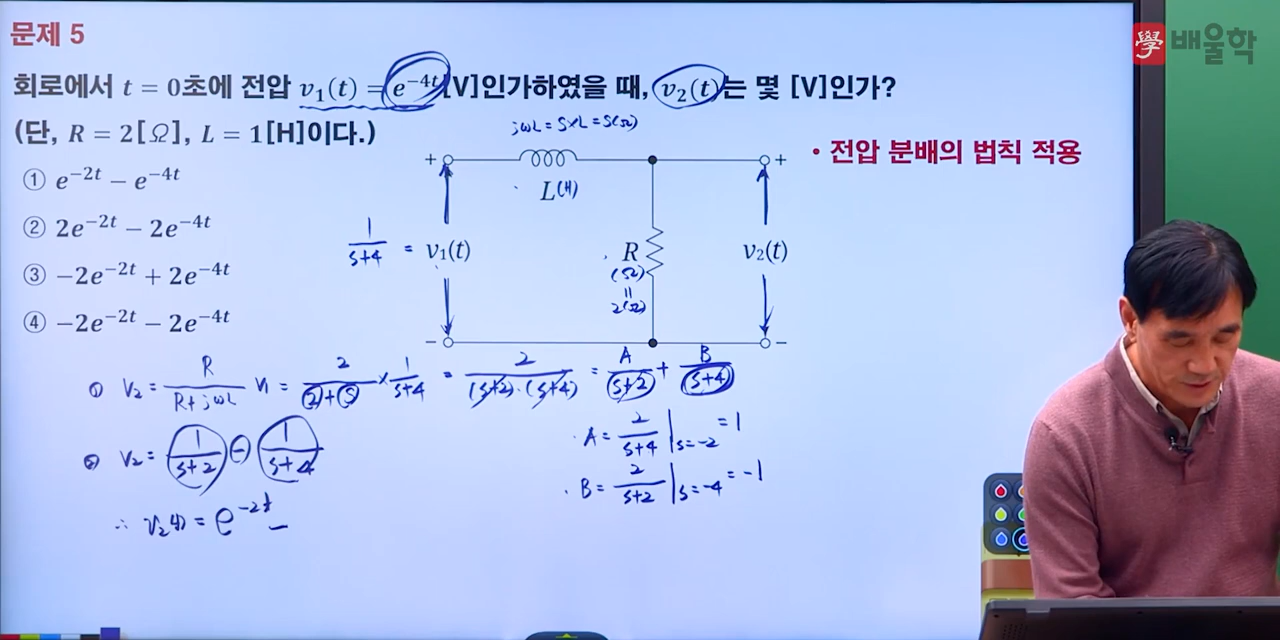 문제 5
學 배울학
회로에서 t = 0초에 전압 v₁(t) = e⁻⁴ᵗ[V]인가하였을 때, v₂(t)는 몇 [V]인가?
(단, R = 2[Ω], L = 1[H]이다.)
jωL = S×L = S(Ω)
• 전압 분배의 법칙 적용
① e⁻²ᵗ − e⁻⁴ᵗ
② 2e⁻²ᵗ − 2e⁻⁴ᵗ
③ −2e⁻²ᵗ + 2e⁻⁴ᵗ
④ −2e⁻²ᵗ − 2e⁻⁴ᵗ
+ +
L(H)
1/(s+4) = v₁(t)
R
(Ω)
=
2(Ω)
v₂(t)
− −
① V₂ = R/(R+jωL) V₁ = 2/(2+S) × 1/(s+4) = 2/((s+2)·(s+4)) = A/(s+2) + B/(s+4)
· A = 2/(s+4) |s=-2 = 1
· B = 2/(s+2) |s=-4 = -1
② V₂ = 1/(s+2) − 1/(s+4)
∴ v₂(t) = e⁻²ᵗ −